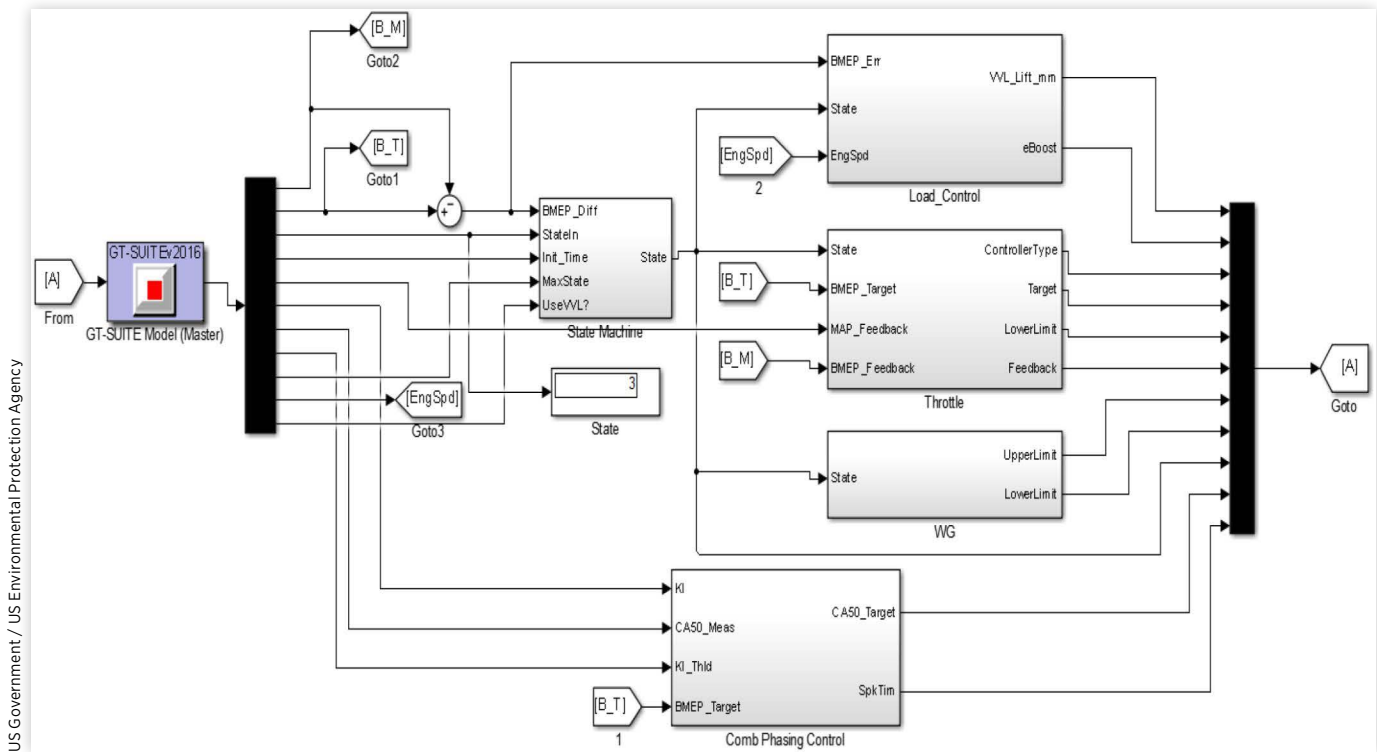 US Government / US Environmental Protection Agency
[B_M]
Goto2
[B_T]
Goto1
[A]
From
GT-SUITEv2016
GT-SUITE Model (Master)
BMEP_Diff
StateIn
Init_Time
MaxState
UseVVL?
State
State Machine
3
State
[EngSpd]
Goto3
[EngSpd]
2
BMEP_Err
State
EngSpd
VVL_Lift_mm
eBoost
Load_Control
[B_T]
[B_M]
State
BMEP_Target
MAP_Feedback
BMEP_Feedback
ControllerType
Target
LowerLimit
Feedback
Throttle
State
UpperLimit
LowerLimit
WG
[B_T]
1
KI
CA50_Meas
KI_Thld
BMEP_Target
CA50_Target
SpkTim
Comb Phasing Control
[A]
Goto